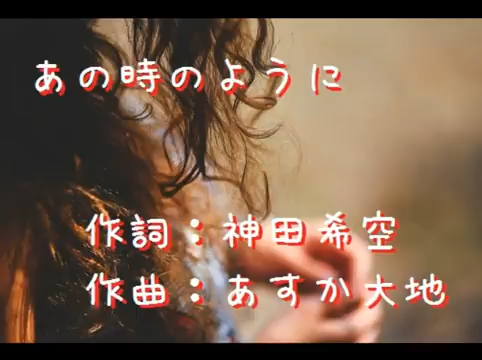 あの時のように
作詞：神田希空
作曲：あすか大地